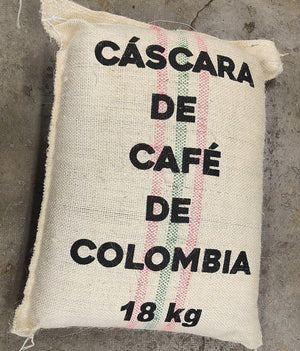 CÁSCARA
DE
CAFÉ
DE
COLOMBIA
18 kg